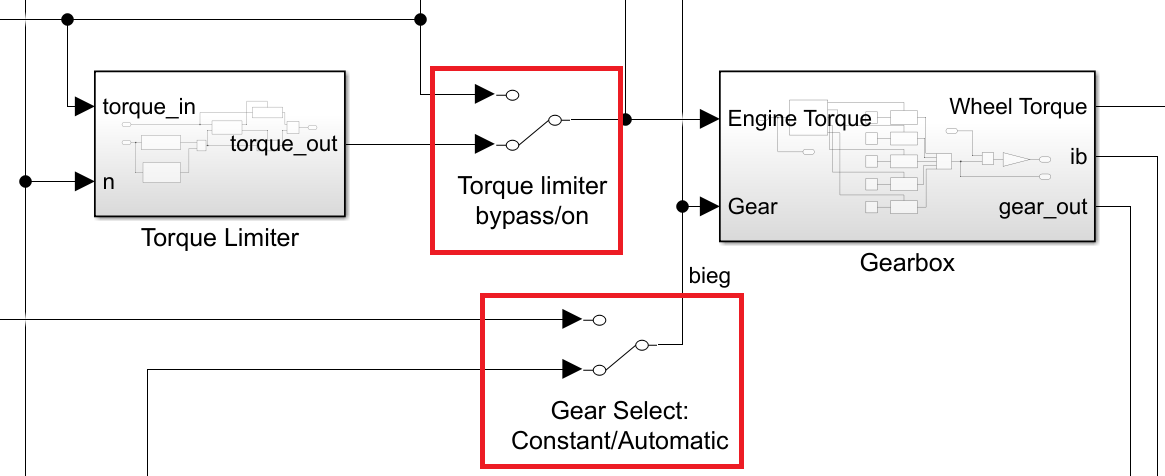 torque_in
torque_out
n
Torque Limiter
Torque limiter
bypass/on
Engine Torque
Gear
Wheel Torque
ib
gear_out
Gearbox
bieg
Gear Select:
Constant/Automatic